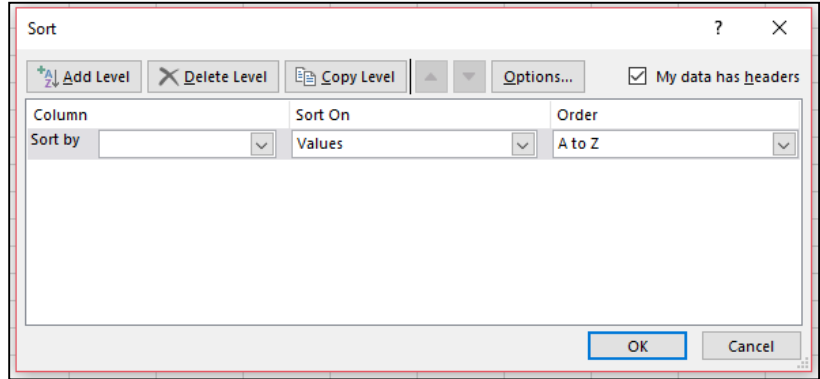 Sort ?
Add Level Delete Level Copy Level Options... My data has headers
Column Sort On Order
Sort by Values A to Z
OK Cancel